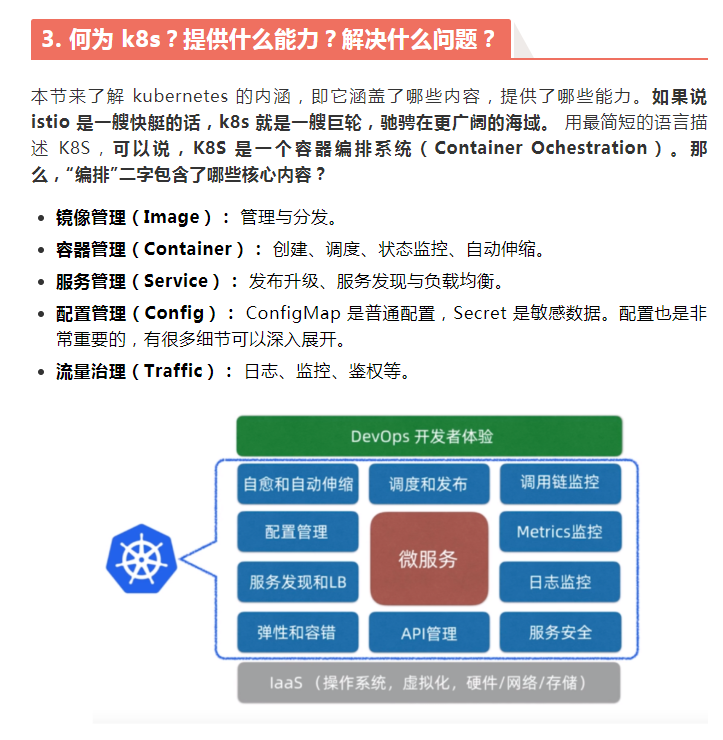 3. 何为 k8s？提供什么能力？解决什么问题？
本节来了解 kubernetes 的内涵，即它涵盖了哪些内容，提供了哪些能力。如果说
istio 是一艘快艇的话，k8s 就是一艘巨轮，驰骋在更广阔的海域。 用最简短的语言描
述 K8S，可以说，K8S 是一个容器编排系统（Container Ochestration）。那
么，“编排”二字包含了哪些核心内容？
• 镜像管理（Image）： 管理与分发。
• 容器管理（Container）： 创建、调度、状态监控、自动伸缩。
• 服务管理（Service）： 发布升级、服务发现与负载均衡。
• 配置管理（Config）： ConfigMap 是普通配置，Secret 是敏感数据。配置也是非
常重要的，有很多细节可以深入展开。
• 流量治理（Traffic）： 日志、监控、鉴权等。
DevOps 开发者体验
自愈和自动伸缩 调度和发布 调用链监控
配置管理 Metrics监控
微服务
服务发现和LB 日志监控
弹性和容错 API管理 服务安全
IaaS （操作系统，虚拟化，硬件/网络/存储）